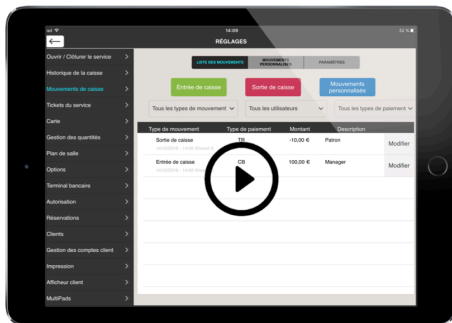 14:09
RÉGLAGES
Ouvrir / Clôturer le service
Historique de la caisse
Mouvements de caisse
Tickets du service
Carte
Gestion des quantités
Plan de salle
Options
Terminal bancaire
Autorisation
Réservations
Clients
Gestion des comptes client
Impression
Afficheur client
MultiPads
LISTE DES MOUVEMENTS
MOUVEMENTS PERSONNALISÉS
PARAMÈTRES
Entrée de caisse
Sortie de caisse
Mouvements personnalisés
Tous les types de mouvement
Tous les utilisateurs
Tous les types de paiement
Type de mouvement Type de paiement Montant Description
Sortie de caisse TR -10,00 € Patron Modifier
Entrée de caisse CB 100,00 € Manager Modifier